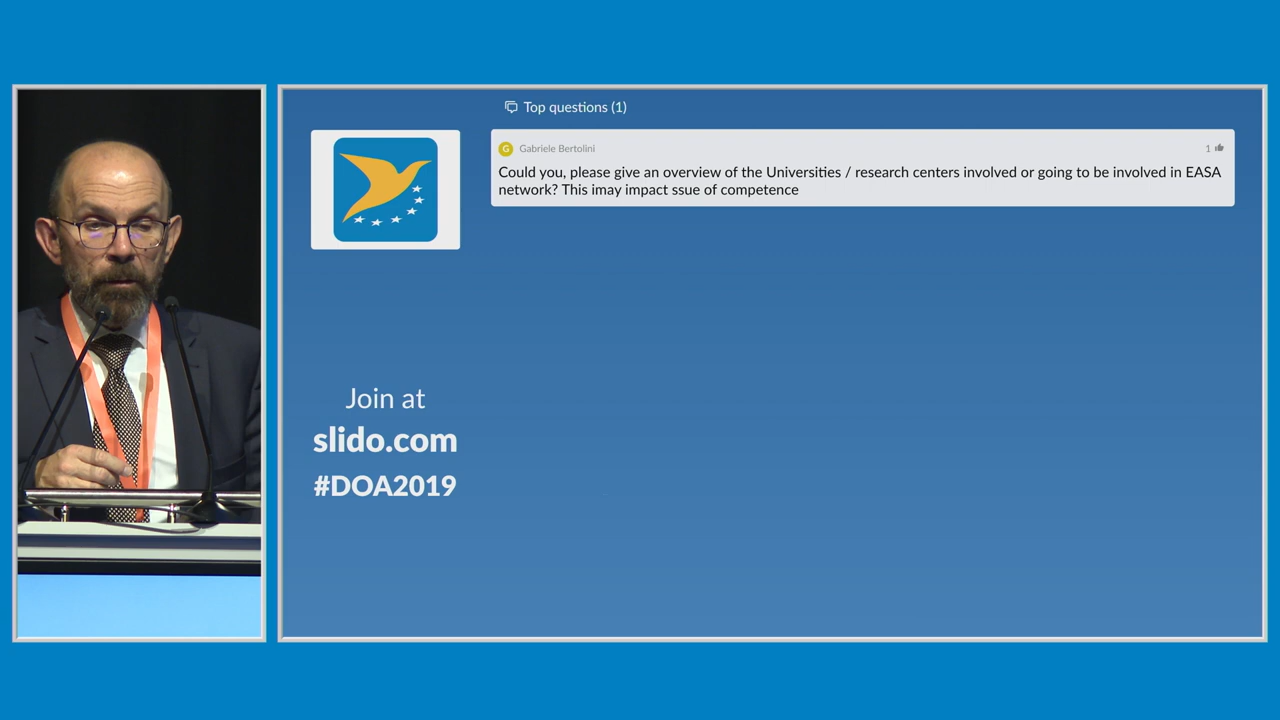 Top questions (1)
G Gabriele Bertolini 1
Could you, please give an overview of the Universities / research centers involved or going to be involved in EASA
network? This imay impact ssue of competence
Join at
slido.com
#DOA2019